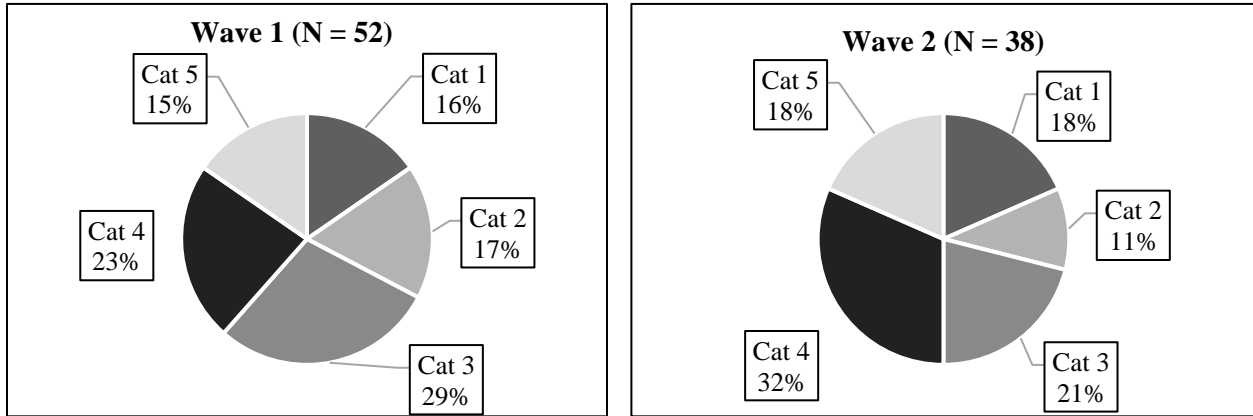 Wave 1 (N = 52)
Cat 5
15%
Cat 1
16%
Cat 2
17%
Cat 4
23%
Cat 3
29%
Wave 2 (N = 38)
Cat 5
18%
Cat 1
18%
Cat 2
11%
Cat 4
32%
Cat 3
21%